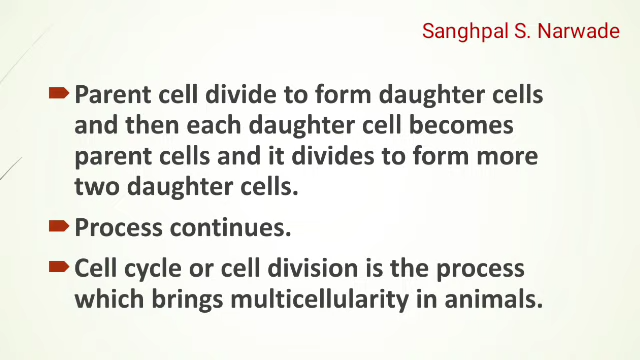 Sanghpal S. Narwade
Parent cell divide to form daughter cells
and then each daughter cell becomes
parent cells and it divides to form more
two daughter cells.
Process continues.
Cell cycle or cell division is the process
which brings multicellularity in animals.